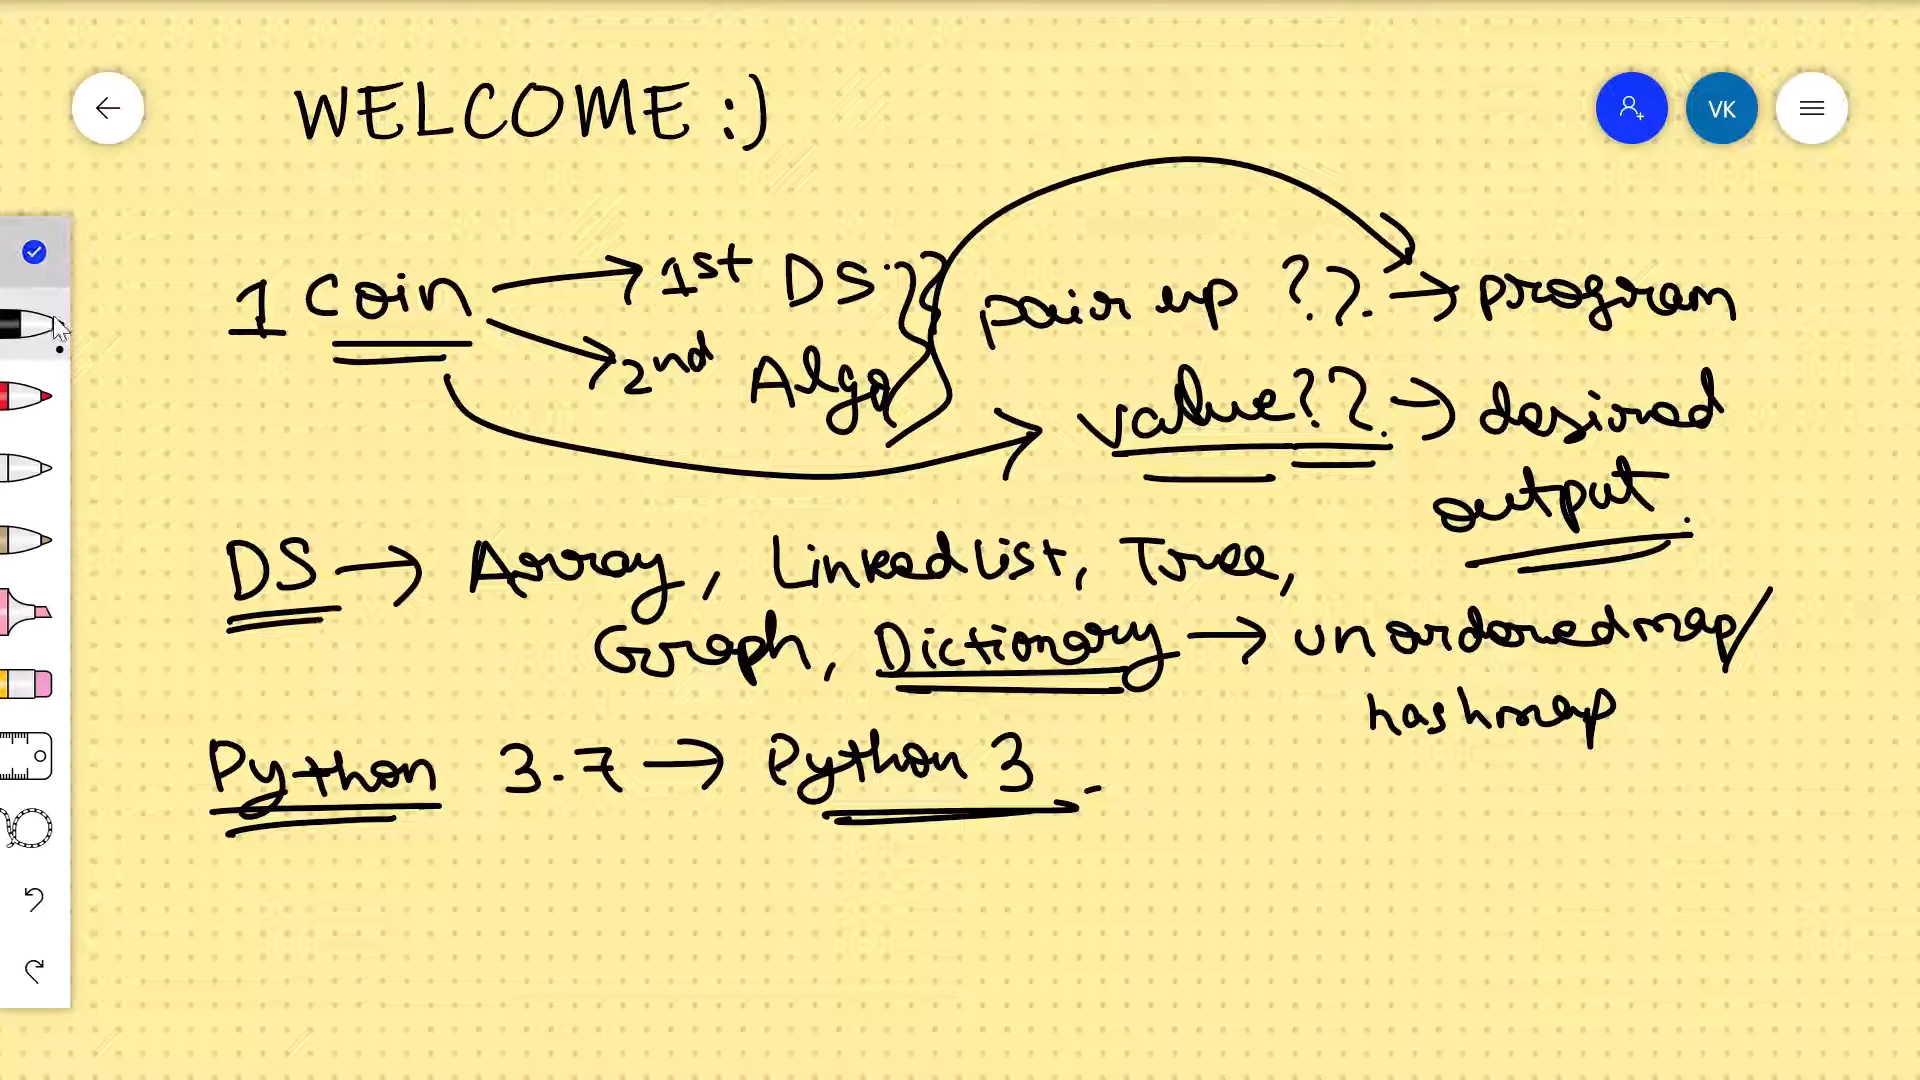 WELCOME :)
VK
1 Coin → 1st DS pair up ??. → program
→ 2nd Algo → value??. → desired
output.
DS → Array, LinkedList, Tree,
Graph, Dictionary → unorderedmap/
hashmap
Python 3.7 → Python 3.